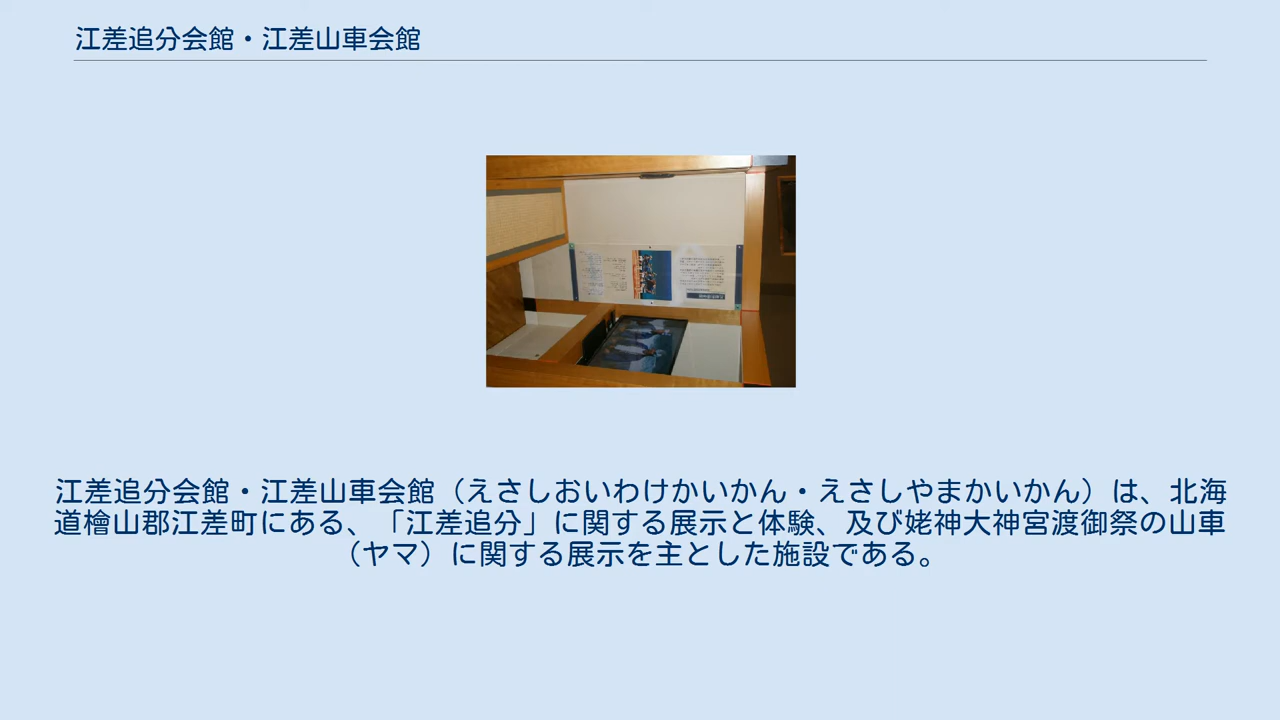 江差追分会館・江差山車会館
江差追分会館・江差山車会館（えさしおいわけかいかん・えさしやまかいかん）は、北海
道檜山郡江差町にある、「江差追分」に関する展示と体験、及び姥神大神宮渡御祭の山車
（ヤマ）に関する展示を主とした施設である。